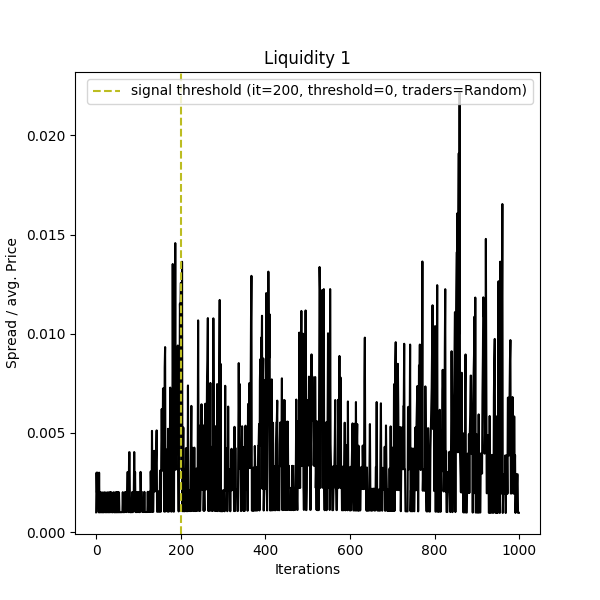 Liquidity 1
signal threshold (it=200, threshold=0, traders=Random)
Spread / avg. Price
0.020
0.015
0.010
0.005
0.000
0 200 400 600 800 1000
Iterations